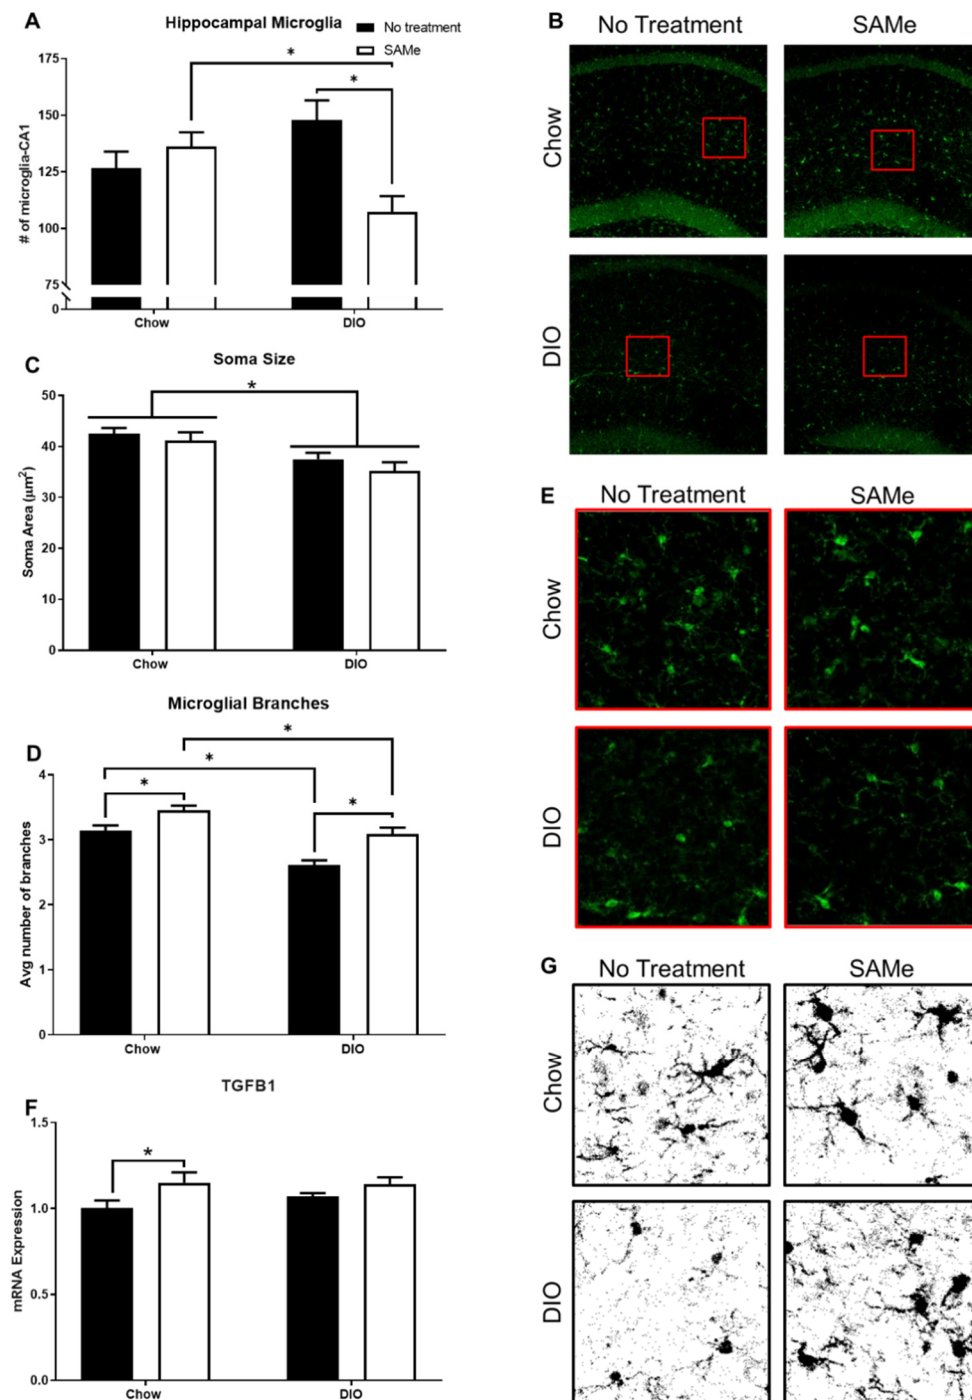 A
Hippocampal Microglia
No treatment
SAMe
*
*
# of microglia-CA1
175
150
125
100
75
0
Chow
DIO
B
No Treatment
SAMe
Chow
DIO
C
Soma Size
*
Soma Area (μm²)
50
40
30
20
10
0
Chow
DIO
Microglial Branches
D
*
*
*
*
Avg number of branches
4
3
2
1
0
Chow
DIO
E
No Treatment
SAMe
Chow
DIO
TGFB1
F
*
mRNA Expression
1.5
1.0
0.5
0.0
Chow
DIO
G
No Treatment
SAMe
Chow
DIO